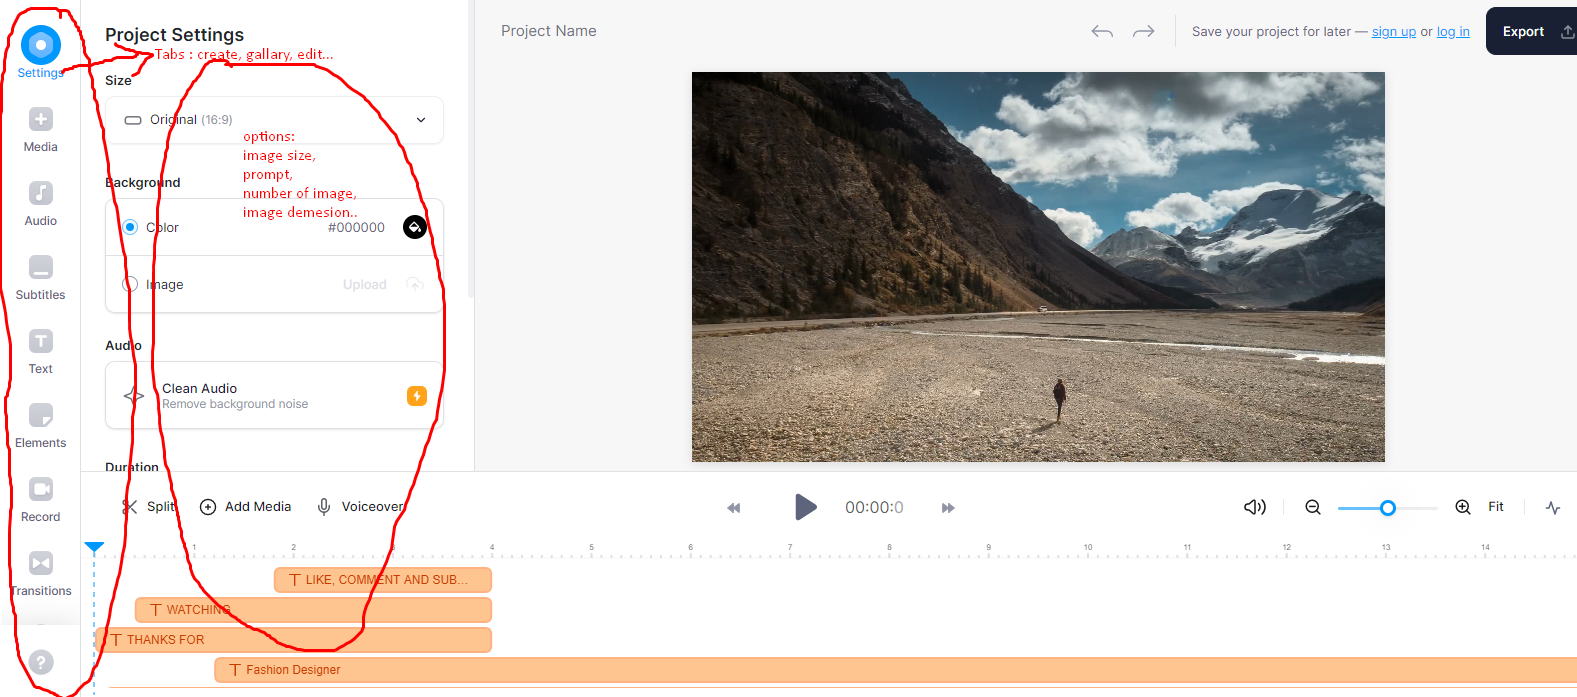 Settings
Media
Audio
Subtitles
Text
Elements
Record
Transitions
?
Project Settings
Tabs : create, gallary, edit...
Size
Original (16:9)
options:
image size,
prompt,
number of image,
image demesion..
Background
Color #000000
Image Upload
Audio
Clean Audio
Remove background noise
Duration
Project Name
Save your project for later — sign up or log in
Export
Split
Add Media
Voiceover
00:00:0
Fit
1 2 3 4 5 6 7 8 9 10 11 12 13 14
T LIKE, COMMENT AND SUB...
T WATCHING
T THANKS FOR
T Fashion Designer